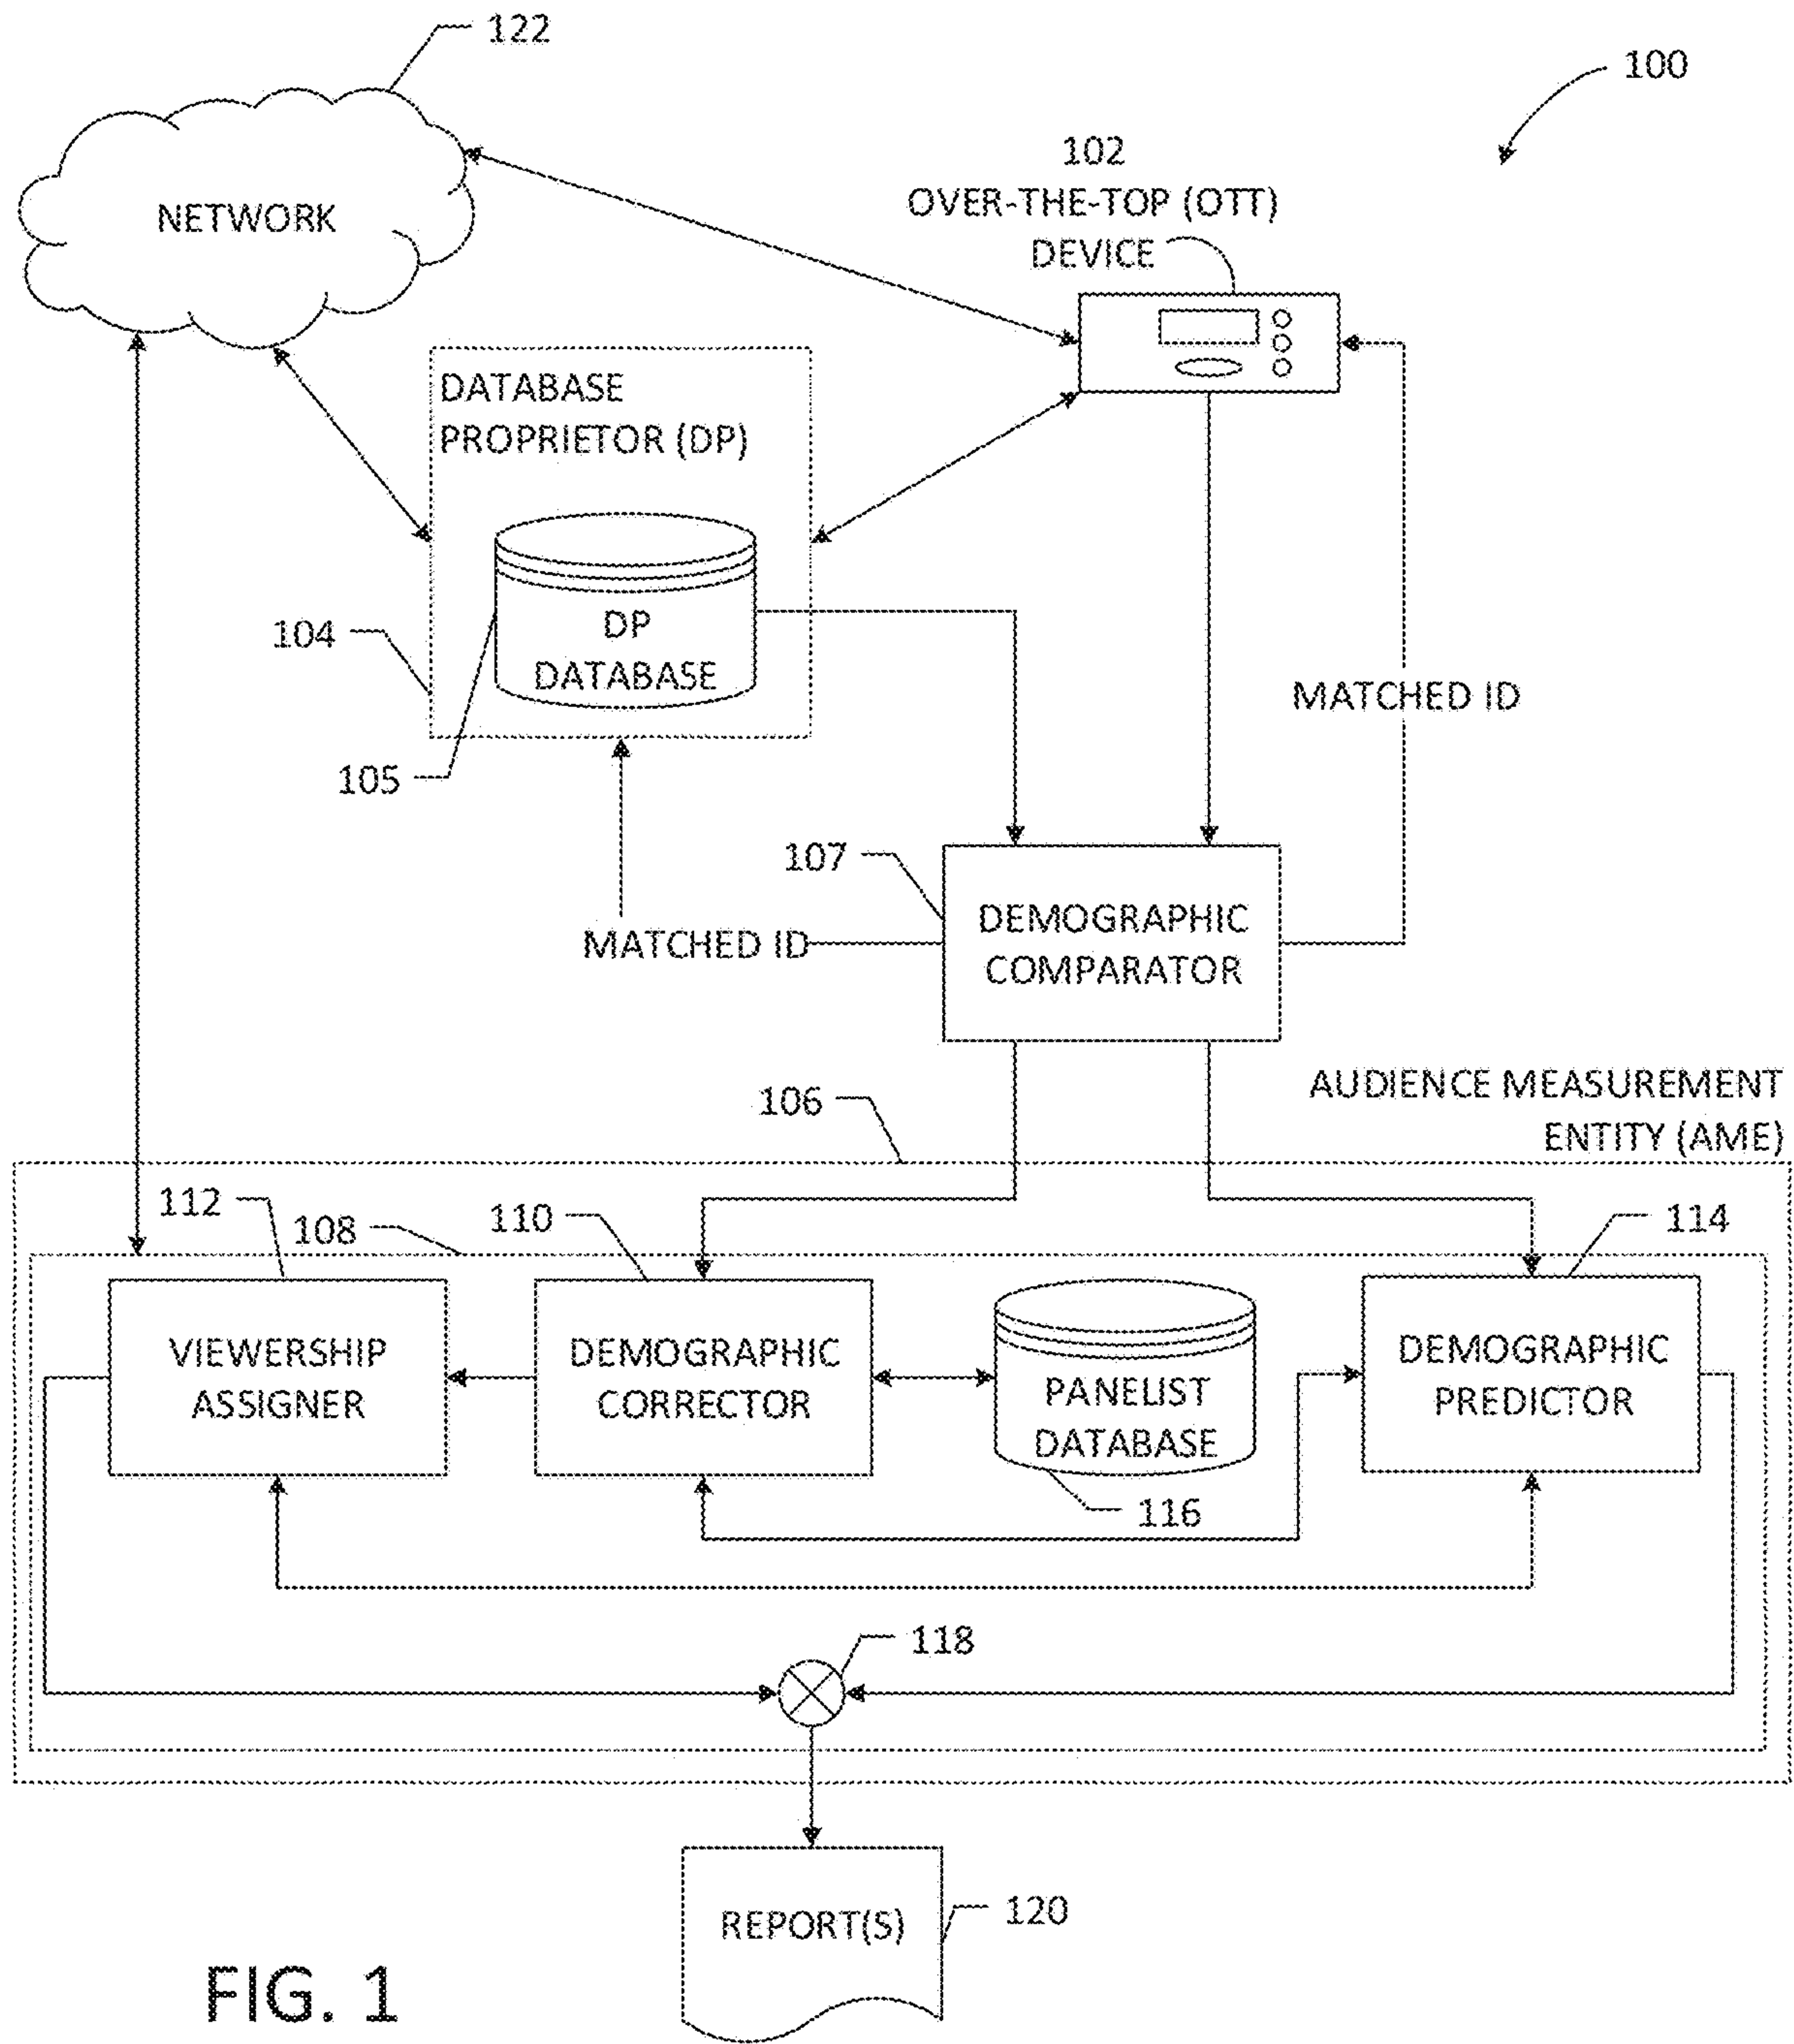 122
100
NETWORK
102
OVER-THE-TOP (OTT)
DEVICE
DATABASE
PROPRIETOR (DP)
104
DP
DATABASE
105
MATCHED ID
107
DEMOGRAPHIC
COMPARATOR
MATCHED ID
106
AUDIENCE MEASUREMENT
ENTITY (AME)
112
108
110
114
VIEWERSHIP
ASSIGNER
DEMOGRAPHIC
CORRECTOR
PANELIST
DATABASE
116
DEMOGRAPHIC
PREDICTOR
118
REPORT(S)
120
FIG. 1